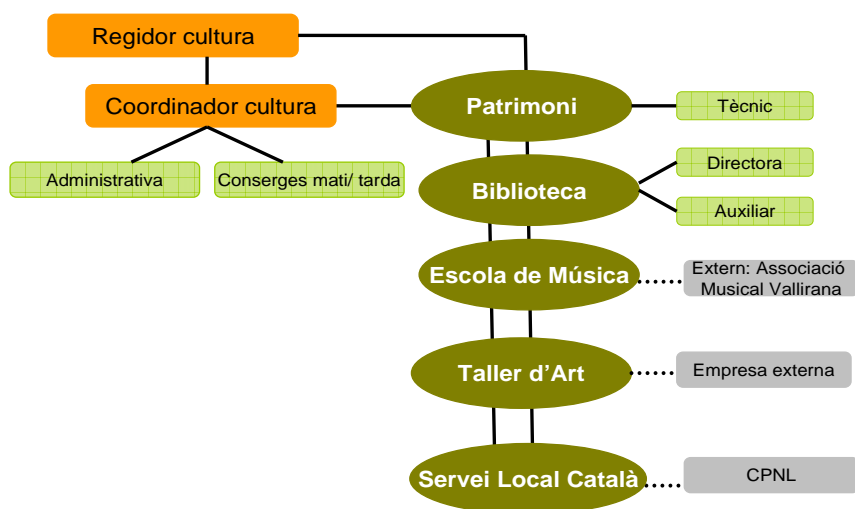 Regidor cultura
Coordinador cultura
Patrimoni
Tècnic
Administrativa
Conserges mati/ tarda
Biblioteca
Directora
Auxiliar
Escola de Música
Extern: Associació
Musical Vallirana
Taller d’Art
Empresa externa
Servei Local Català
CPNL